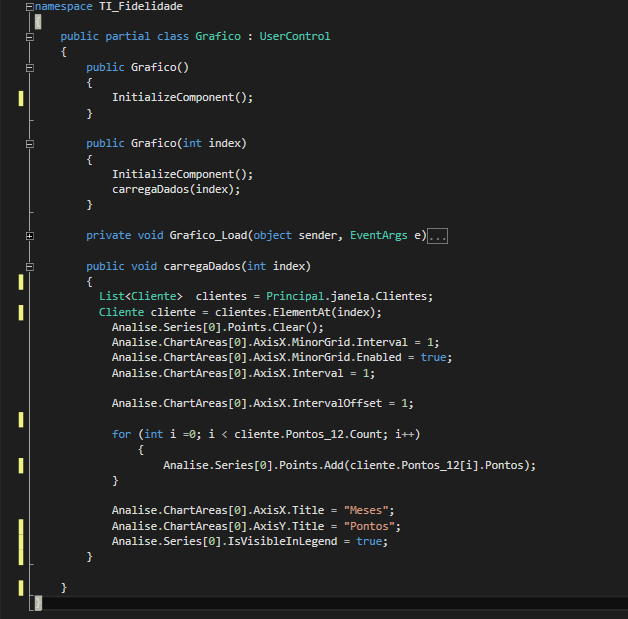 namespace TI_Fidelidade
{
public partial class Grafico : UserControl
{
public Grafico()
{
InitializeComponent();
}
public Grafico(int index)
{
InitializeComponent();
carregaDados(index);
}
private void Grafico_Load(object sender, EventArgs e)...
public void carregaDados(int index)
{
List<Cliente>  clientes = Principal.janela.Clientes;
Cliente cliente = clientes.ElementAt(index);
Analise.Series[0].Points.Clear();
Analise.ChartAreas[0].AxisX.MinorGrid.Interval = 1;
Analise.ChartAreas[0].AxisX.MinorGrid.Enabled = true;
Analise.ChartAreas[0].AxisX.Interval = 1;
Analise.ChartAreas[0].AxisX.IntervalOffset = 1;
for (int i =0; i < cliente.Pontos_12.Count; i++)
{
Analise.Series[0].Points.Add(cliente.Pontos_12[i].Pontos);
}
Analise.ChartAreas[0].AxisX.Title = "Meses";
Analise.ChartAreas[0].AxisY.Title = "Pontos";
Analise.Series[0].IsVisibleInLegend = true;
}
}
}